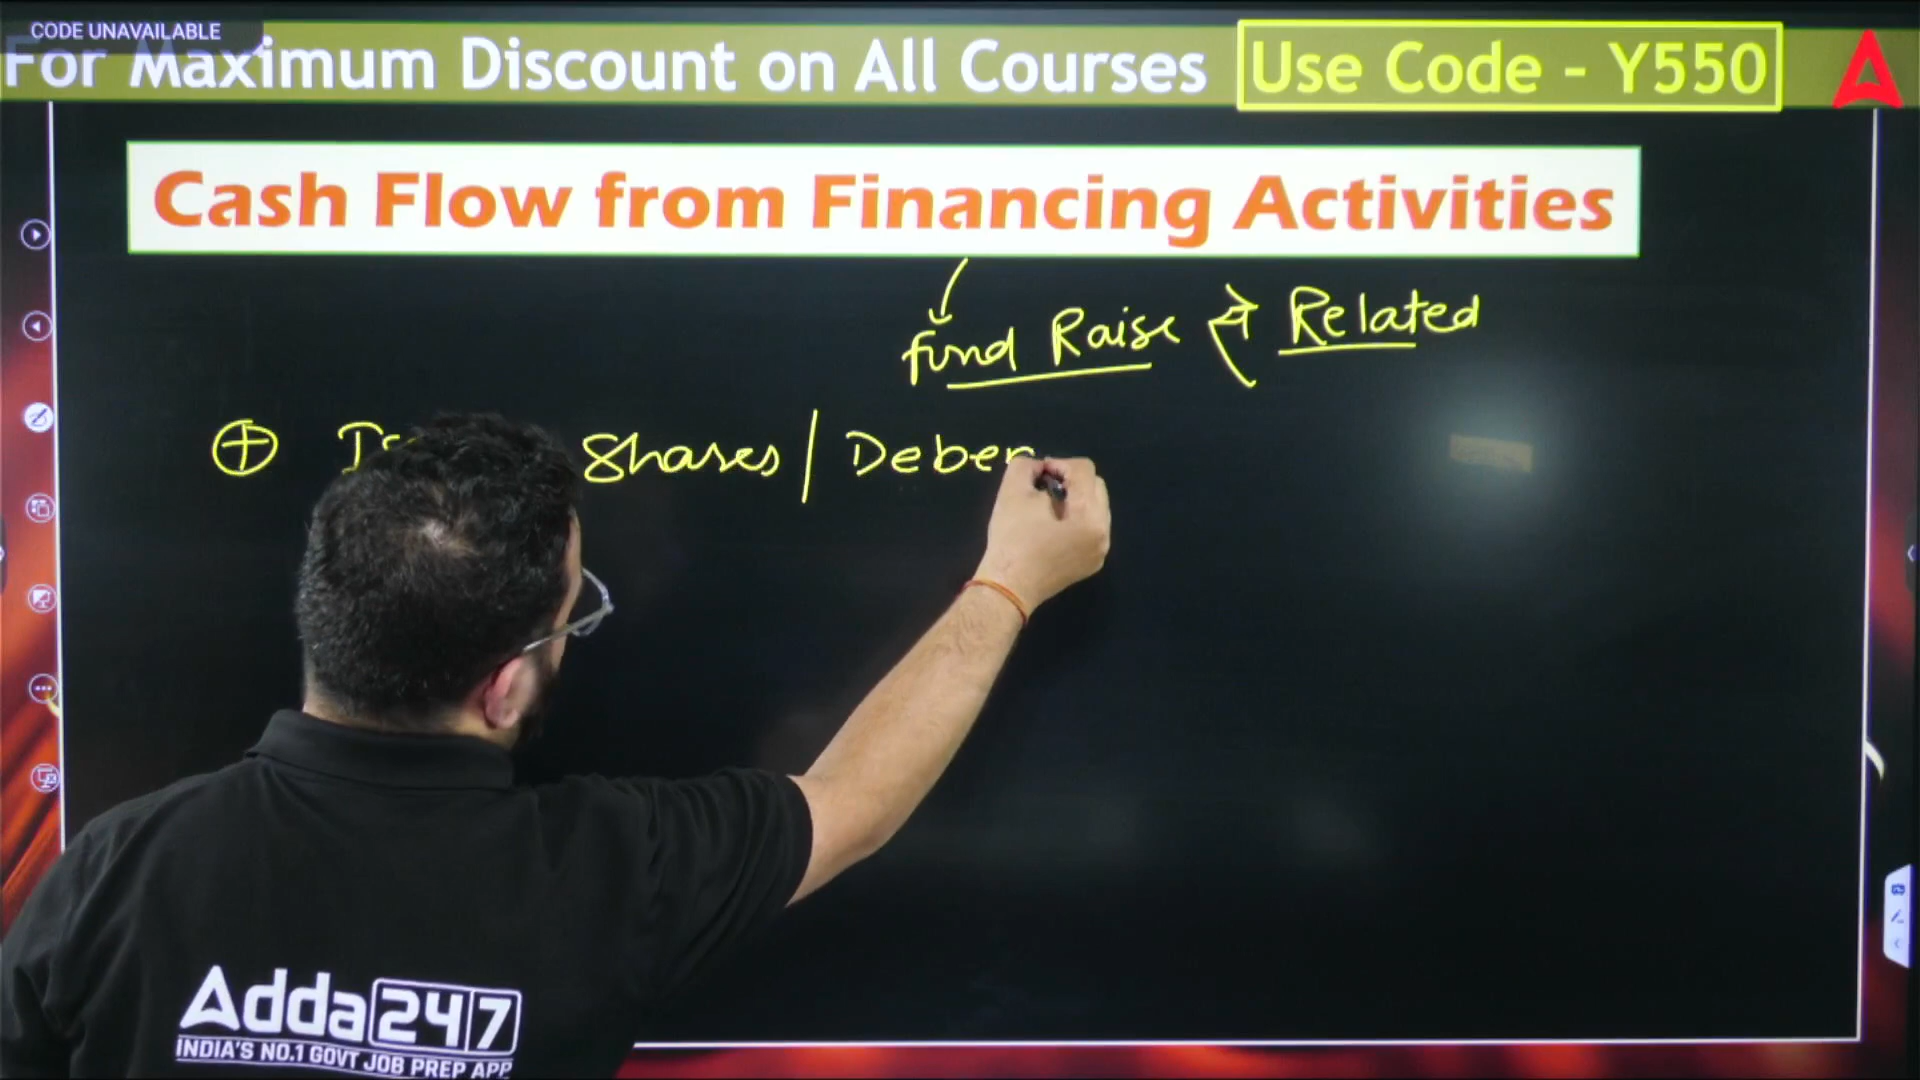 CODE UNAVAILABLE
For Maximum Discount on All Courses Use Code - Y550
Cash Flow from Financing Activities
fund Raise से Related
⊕ Shares / Deben
Adda247
INDIA'S NO.1 GOVT JOB PREP APP